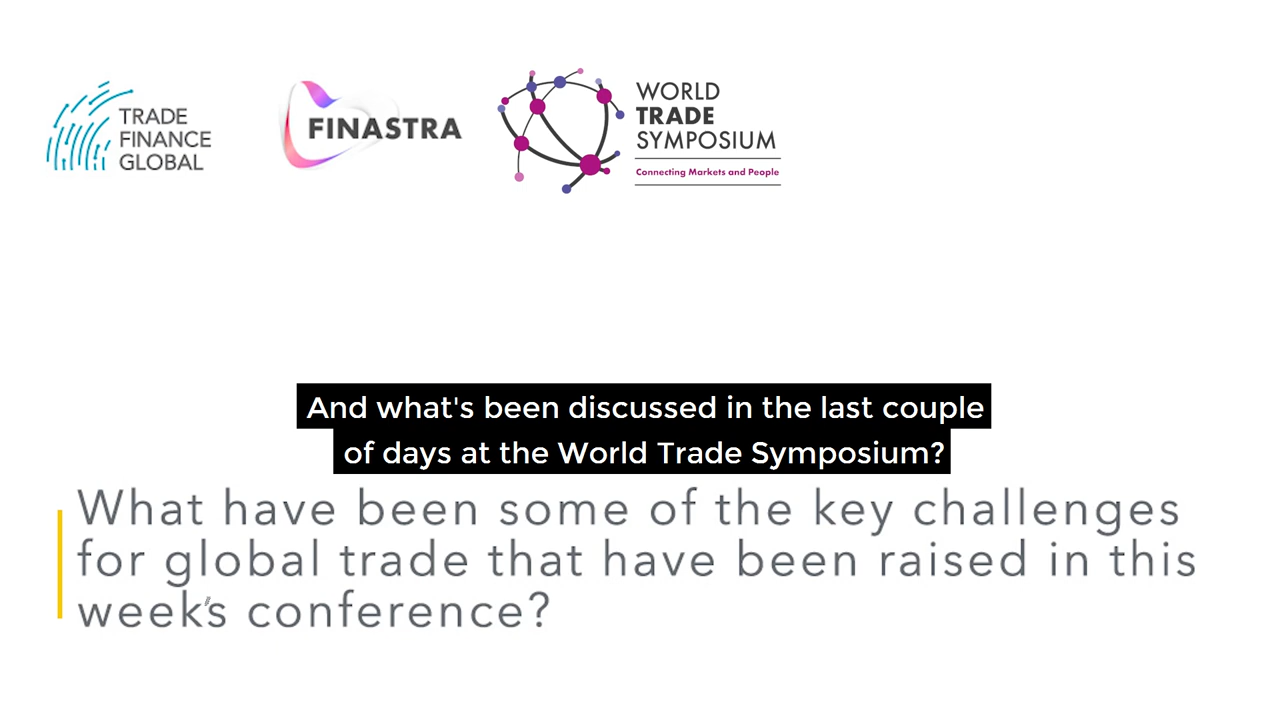 TRADE
FINANCE
GLOBAL
FINASTRA
WORLD
TRADE
SYMPOSIUM
Connecting Markets and People
And what's been discussed in the last couple
of days at the World Trade Symposium?
What have been some of the key challenges
for global trade that have been raised in this
week's conference?